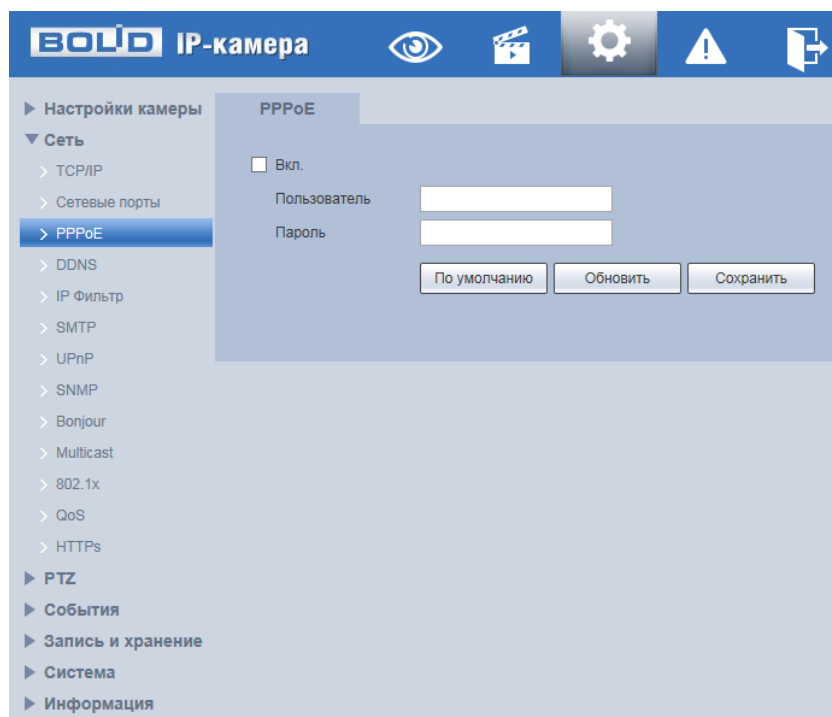 BOLID IP-камера
Настройки камеры
Сеть
TCP/IP
Сетевые порты
PPPoE
DDNS
IP Фильтр
SMTP
UPnP
SNMP
Bonjour
Multicast
802.1x
QoS
HTTPs
PTZ
События
Запись и хранение
Система
Информация
PPPoE
Вкл.
Пользователь
Пароль
По умолчанию Обновить Сохранить